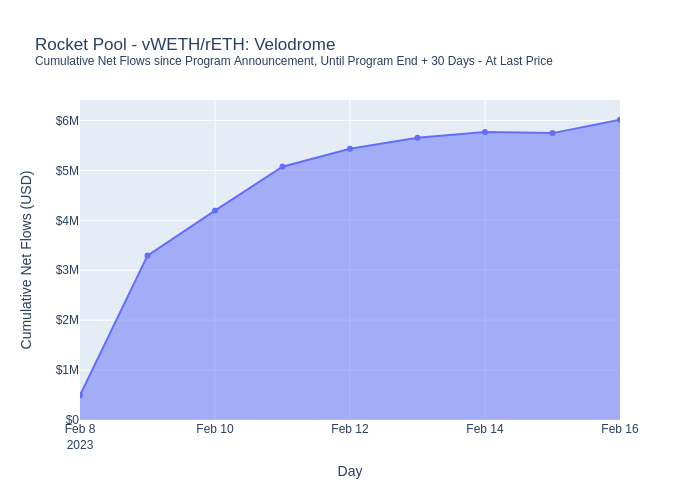 Rocket Pool - vWETH/rETH: Velodrome
Cumulative Net Flows since Program Announcement, Until Program End + 30 Days - At Last Price
Cumulative Net Flows (USD)
$6M
$5M
$4M
$3M
$2M
$1M
$0
Feb 8
2023
Feb 10
Feb 12
Feb 14
Feb 16
Day